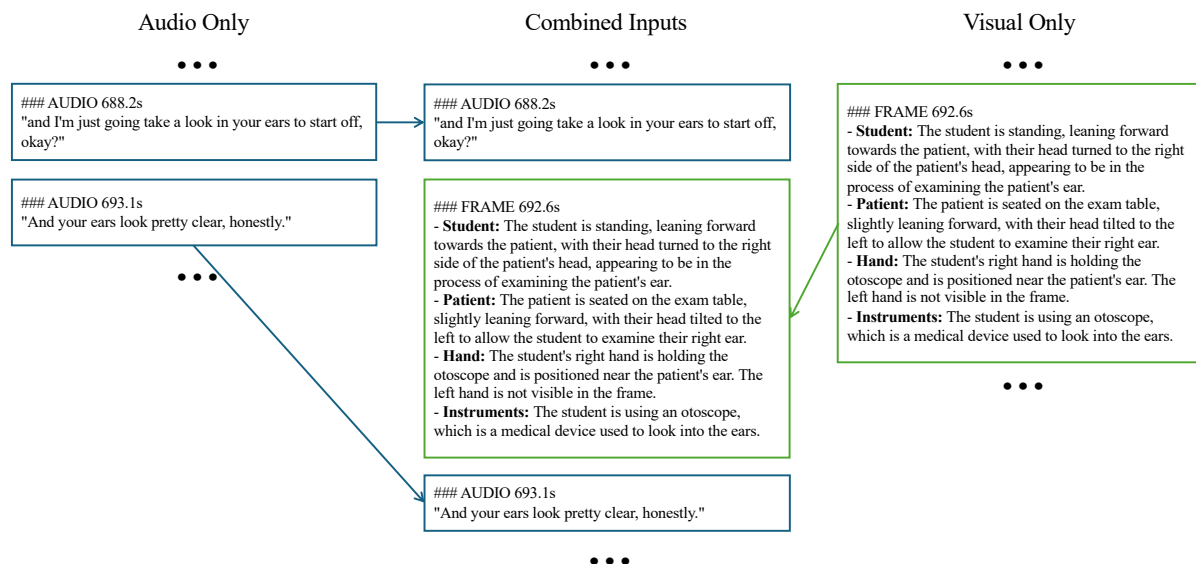 Audio Only
•••
### AUDIO 688.2s
"and I'm just going take a look in your ears to start off,
okay?"
### AUDIO 693.1s
"And your ears look pretty clear, honestly."
•••
Combined Inputs
•••
### AUDIO 688.2s
"and I'm just going take a look in your ears to start off,
okay?"
### FRAME 692.6s
- Student: The student is standing, leaning forward
towards the patient, with their head turned to the right
side of the patient's head, appearing to be in the
process of examining the patient's ear.
- Patient: The patient is seated on the exam table,
slightly leaning forward, with their head tilted to the
left to allow the student to examine their right ear.
- Hand: The student's right hand is holding the
otoscope and is positioned near the patient's ear. The
left hand is not visible in the frame.
- Instruments: The student is using an otoscope,
which is a medical device used to look into the ears.
### AUDIO 693.1s
"And your ears look pretty clear, honestly."
•••
Visual Only
•••
### FRAME 692.6s
- Student: The student is standing, leaning forward
towards the patient, with their head turned to the right
side of the patient's head, appearing to be in the
process of examining the patient's ear.
- Patient: The patient is seated on the exam table,
slightly leaning forward, with their head tilted to the
left to allow the student to examine their right ear.
- Hand: The student's right hand is holding the
otoscope and is positioned near the patient's ear. The
left hand is not visible in the frame.
- Instruments: The student is using an otoscope,
which is a medical device used to look into the ears.
•••